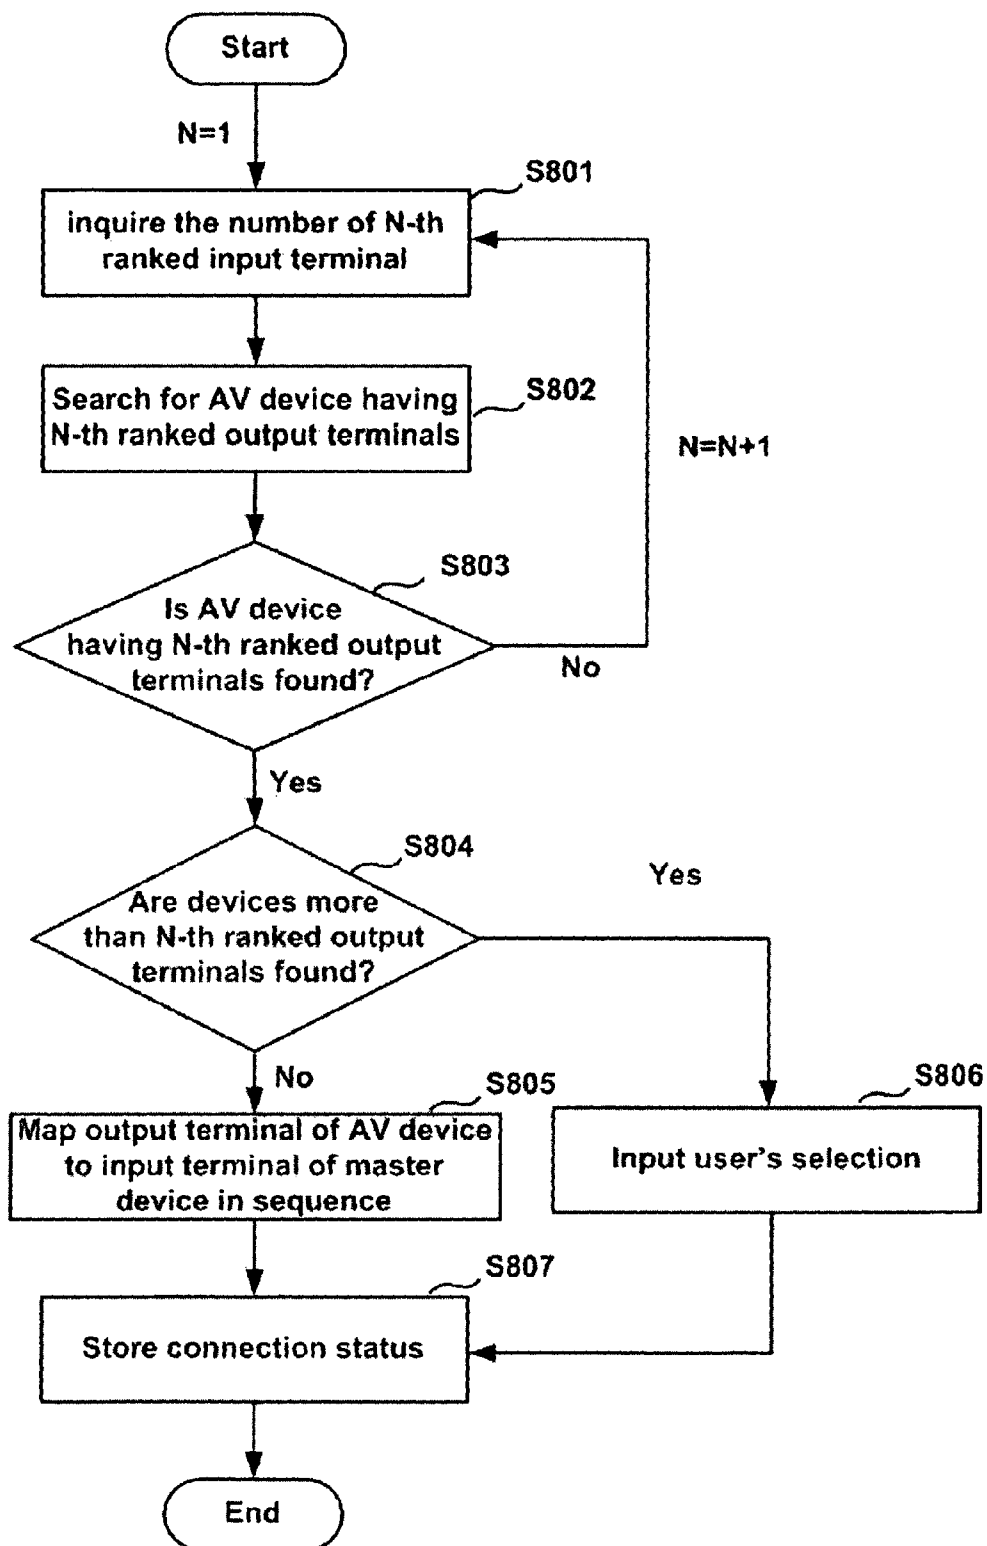 Start
N=1
S801
inquire the number of N-th
ranked input terminal
S802
Search for AV device having
N-th ranked output terminals
N=N+1
S803
Is AV device
having N-th ranked output
terminals found?
No
Yes
S804
Yes
Are devices more
than N-th ranked output
terminals found?
No
S805
S806
Map output terminal of AV device
to input terminal of master
device in sequence
Input user's selection
S807
Store connection status
End